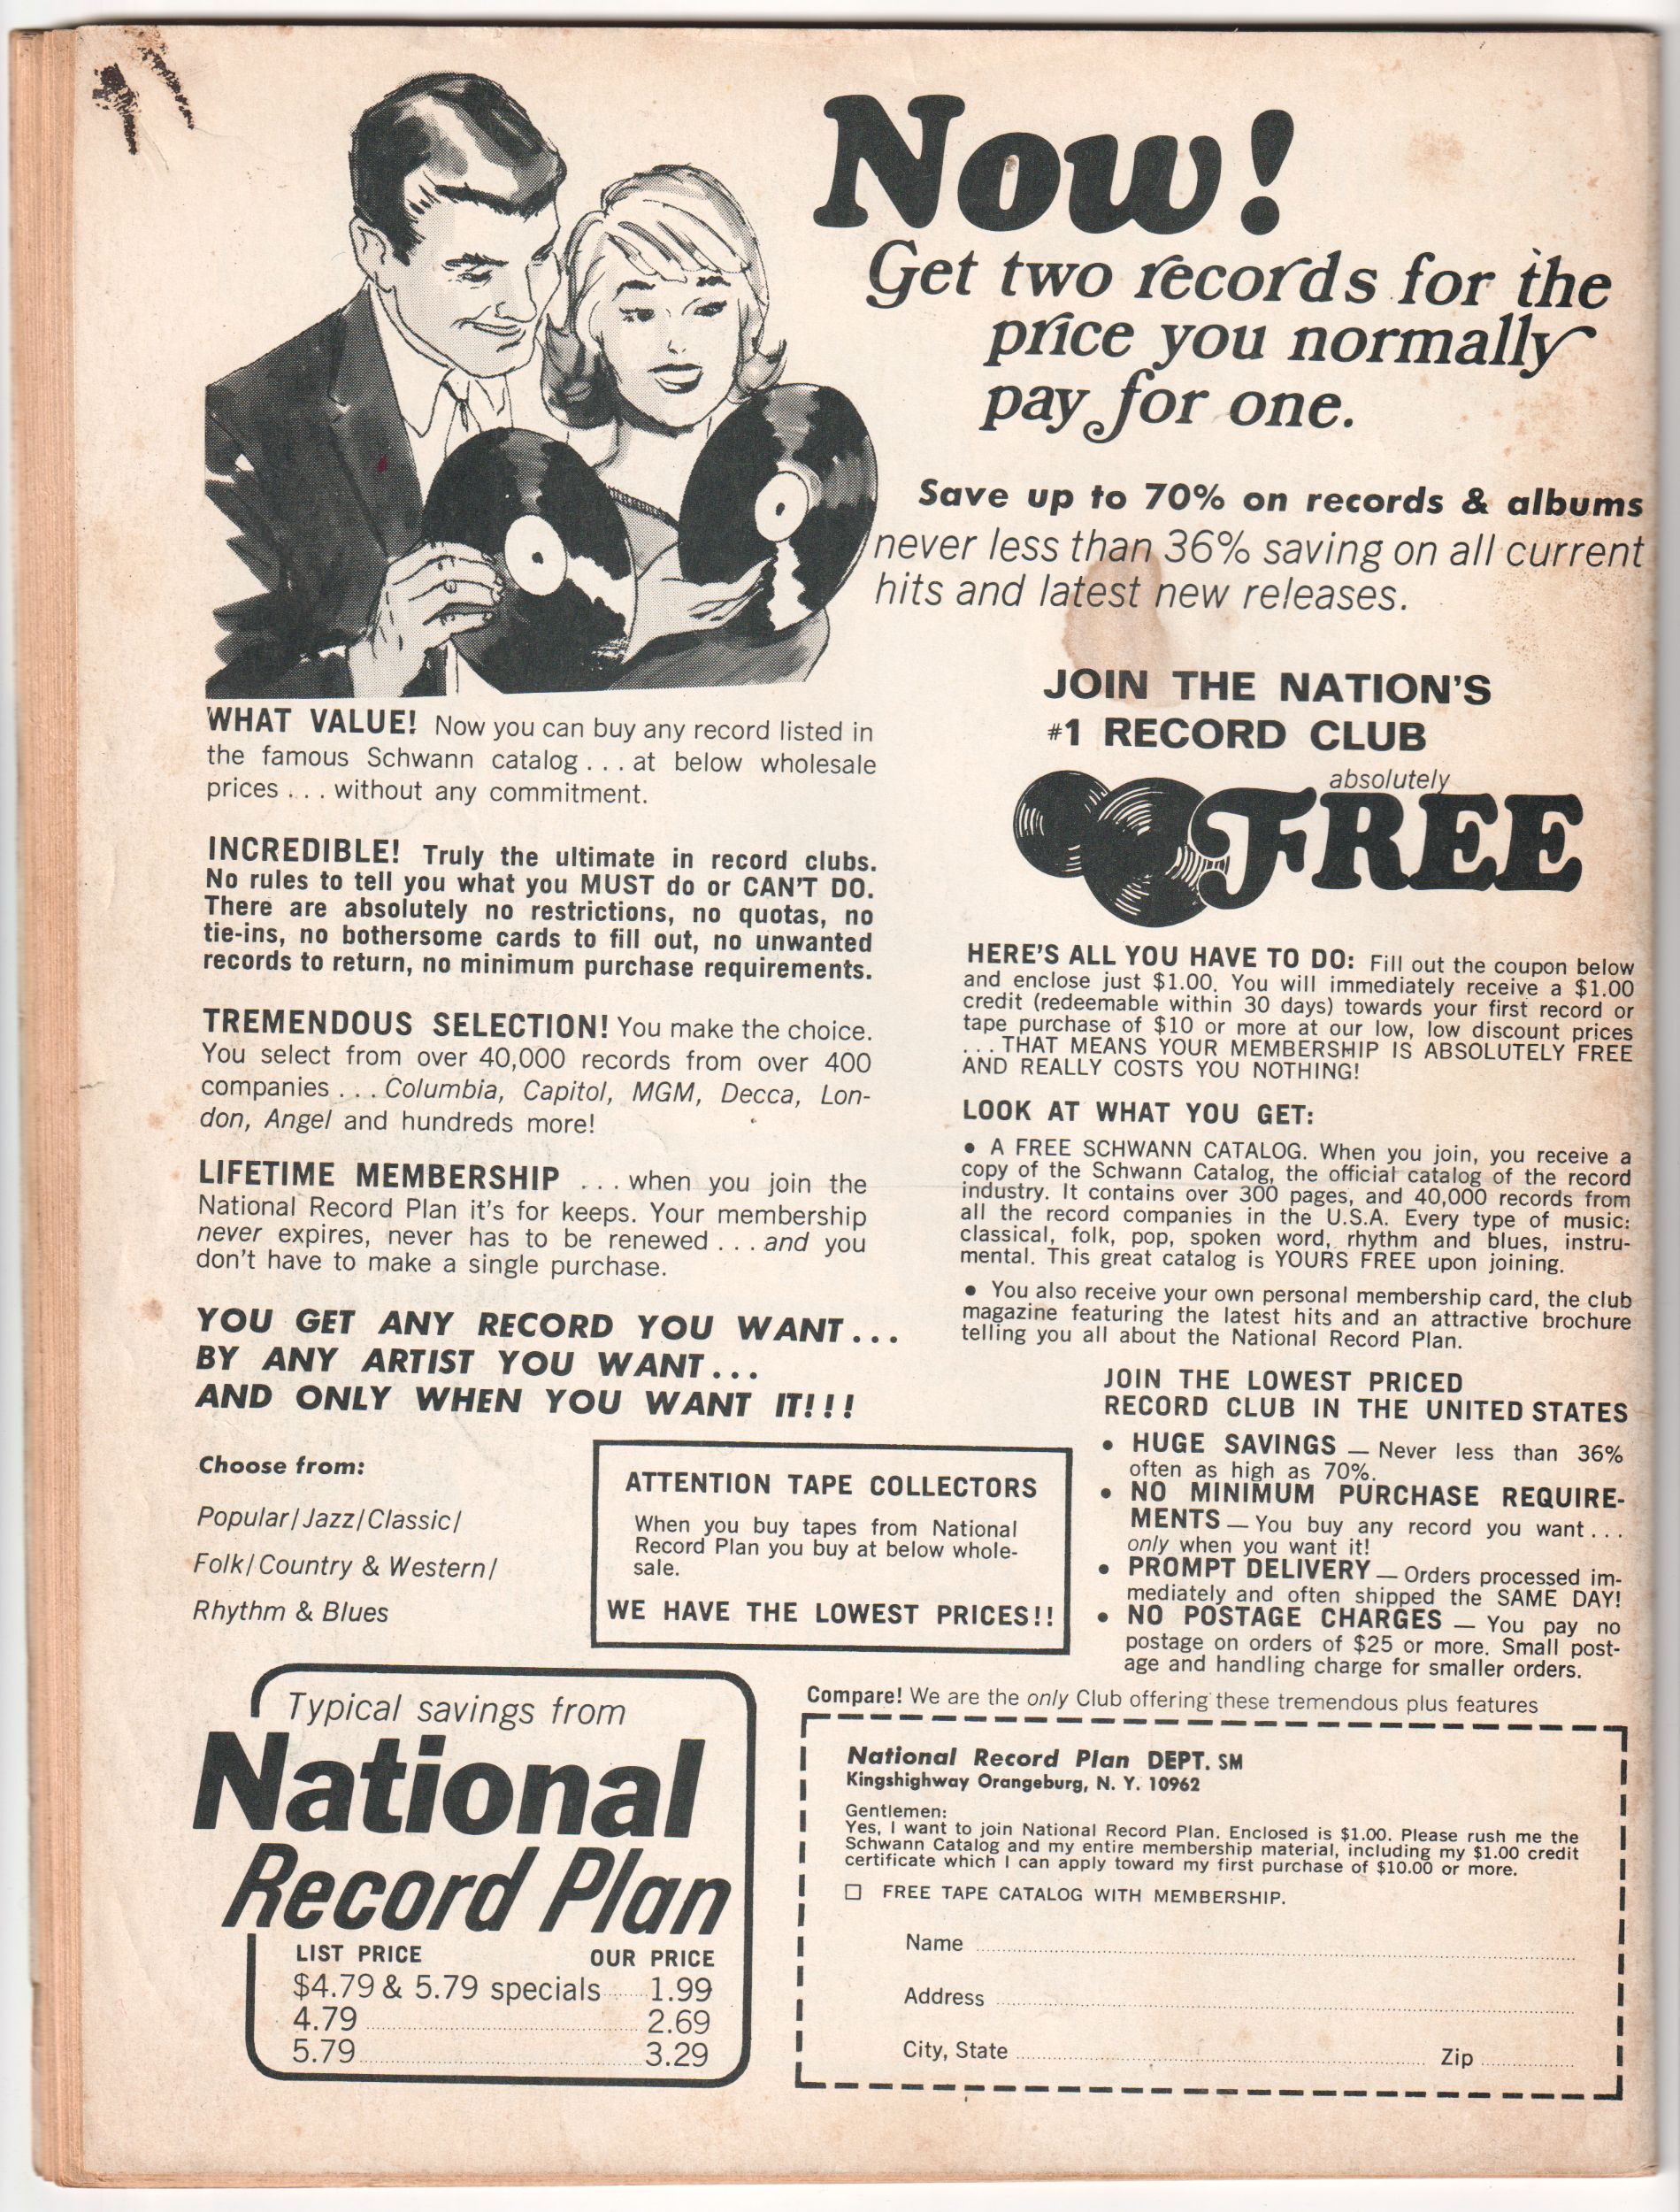 Now!
Get two records for the
price you normally
pay for one.
Save up to 70% on records & albums
never less than 36% saving on all current
hits and latest new releases.
WHAT VALUE! Now you can buy any record listed in
the famous Schwann catalog . . . at below wholesale
prices . . . without any commitment.
INCREDIBLE! Truly the ultimate in record clubs.
No rules to tell you what you MUST do or CAN'T DO.
There are absolutely no restrictions, no quotas, no
tie-ins, no bothersome cards to fill out, no unwanted
records to return, no minimum purchase requirements.
TREMENDOUS SELECTION! You make the choice.
You select from over 40,000 records from over 400
companies . . . Columbia, Capitol, MGM, Decca, Lon-
don, Angel and hundreds more!
LIFETIME MEMBERSHIP . . . when you join the
National Record Plan it's for keeps. Your membership
never expires, never has to be renewed . . . and you
don't have to make a single purchase.
YOU GET ANY RECORD YOU WANT . . .
BY ANY ARTIST YOU WANT . . .
AND ONLY WHEN YOU WANT IT!!!
Choose from:
Popular/Jazz/Classic/
Folk/Country & Western/
Rhythm & Blues
ATTENTION TAPE COLLECTORS
When you buy tapes from National
Record Plan you buy at below whole-
sale.
WE HAVE THE LOWEST PRICES!!
JOIN THE NATION'S
#1 RECORD CLUB
absolutely
FREE
HERE'S ALL YOU HAVE TO DO: Fill out the coupon below
and enclose just $1.00. You will immediately receive a $1.00
credit (redeemable within 30 days) towards your first record or
tape purchase of $10 or more at our low, low discount prices
. . . THAT MEANS YOUR MEMBERSHIP IS ABSOLUTELY FREE
AND REALLY COSTS YOU NOTHING!
LOOK AT WHAT YOU GET:
• A FREE SCHWANN CATALOG. When you join, you receive a
copy of the Schwann Catalog, the official catalog of the record
industry. It contains over 300 pages, and 40,000 records from
all the record companies in the U.S.A. Every type of music:
classical, folk, pop, spoken word, rhythm and blues, instru-
mental. This great catalog is YOURS FREE upon joining.
• You also receive your own personal membership card, the club
magazine featuring the latest hits and an attractive brochure
telling you all about the National Record Plan.
JOIN THE LOWEST PRICED
RECORD CLUB IN THE UNITED STATES
• HUGE SAVINGS — Never less than 36%
often as high as 70%.
• NO MINIMUM PURCHASE REQUIRE-
MENTS — You buy any record you want . . .
only when you want it!
• PROMPT DELIVERY — Orders processed im-
mediately and often shipped the SAME DAY!
• NO POSTAGE CHARGES — You pay no
postage on orders of $25 or more. Small post-
age and handling charge for smaller orders.
Compare! We are the only Club offering these tremendous plus features
Typical savings from
National
Record Plan
LIST PRICE OUR PRICE
$4.79 & 5.79 specials 1.99
4.79 2.69
5.79 3.29
National Record Plan DEPT. SM
Kingshighway Orangeburg, N. Y. 10962
Gentlemen:
Yes, I want to join National Record Plan. Enclosed is $1.00. Please rush me the
Schwann Catalog and my entire membership material, including my $1.00 credit
certificate which I can apply toward my first purchase of $10.00 or more.
☐ FREE TAPE CATALOG WITH MEMBERSHIP.
Name
Address
City, State Zip